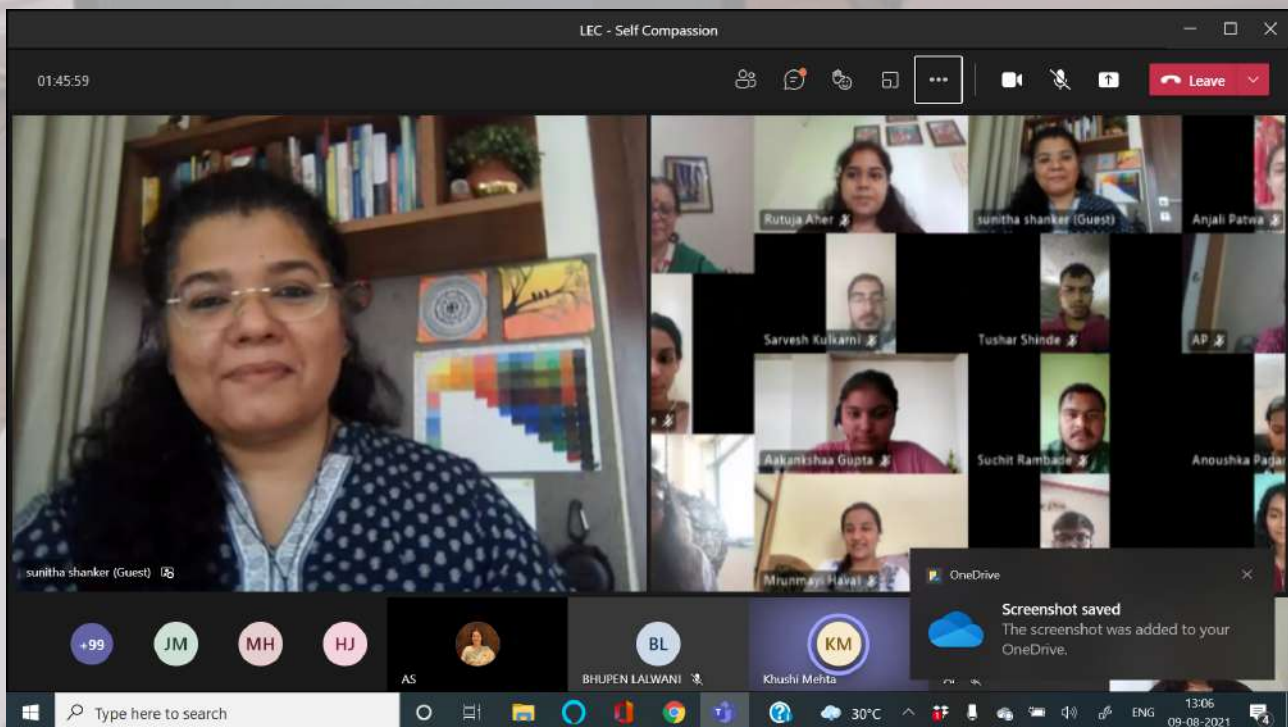 LEC - Self Compassion
01:45:59
Leave
Rutuja Aher
sunitha shanker (Guest)
Anjali Patwa
Sarvesh Kulkarni
Tushar Shinde
AP
Aakankshaa Gupta
Suchit Rambade
Anoushka Pagar
Mrunmayi Haval
sunitha shanker (Guest)
OneDrive
Screenshot saved
The screenshot was added to your
OneDrive.
+99
JM
MH
HJ
AS
BL
BHUPEN LALWANI
KM
Khushi Mehta
Type here to search
30°C
ENG
13:06
09-08-2021